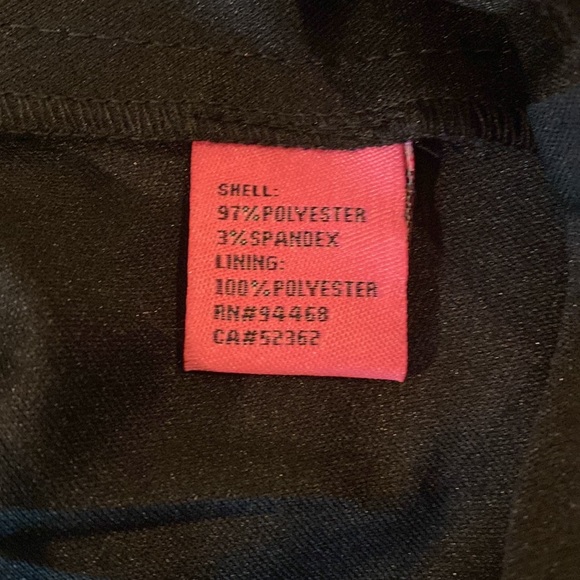 SHELL:
97%POLYESTER
3%SPANDEX
LINING:
100%POLYESTER
RN#94468
CA#52362